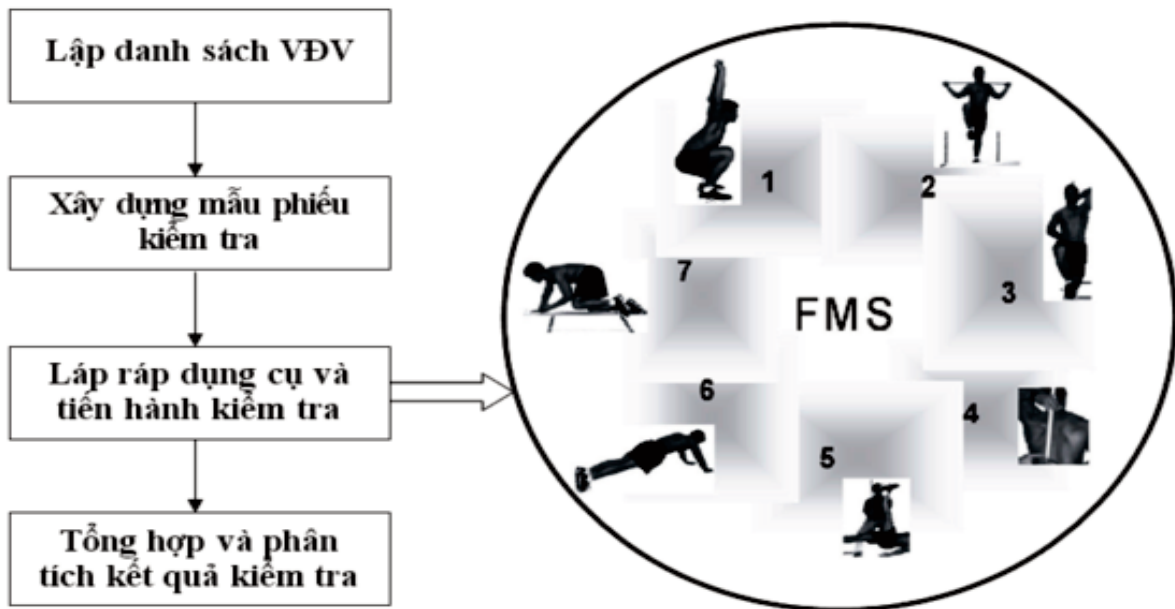 Lập danh sách VĐV
Xây dựng mẫu phiếu
kiểm tra
Láp ráp dụng cụ và
tiến hành kiểm tra
Tổng hợp và phân
tích kết quả kiểm tra
1
2
3
4
5
6
7
FMS